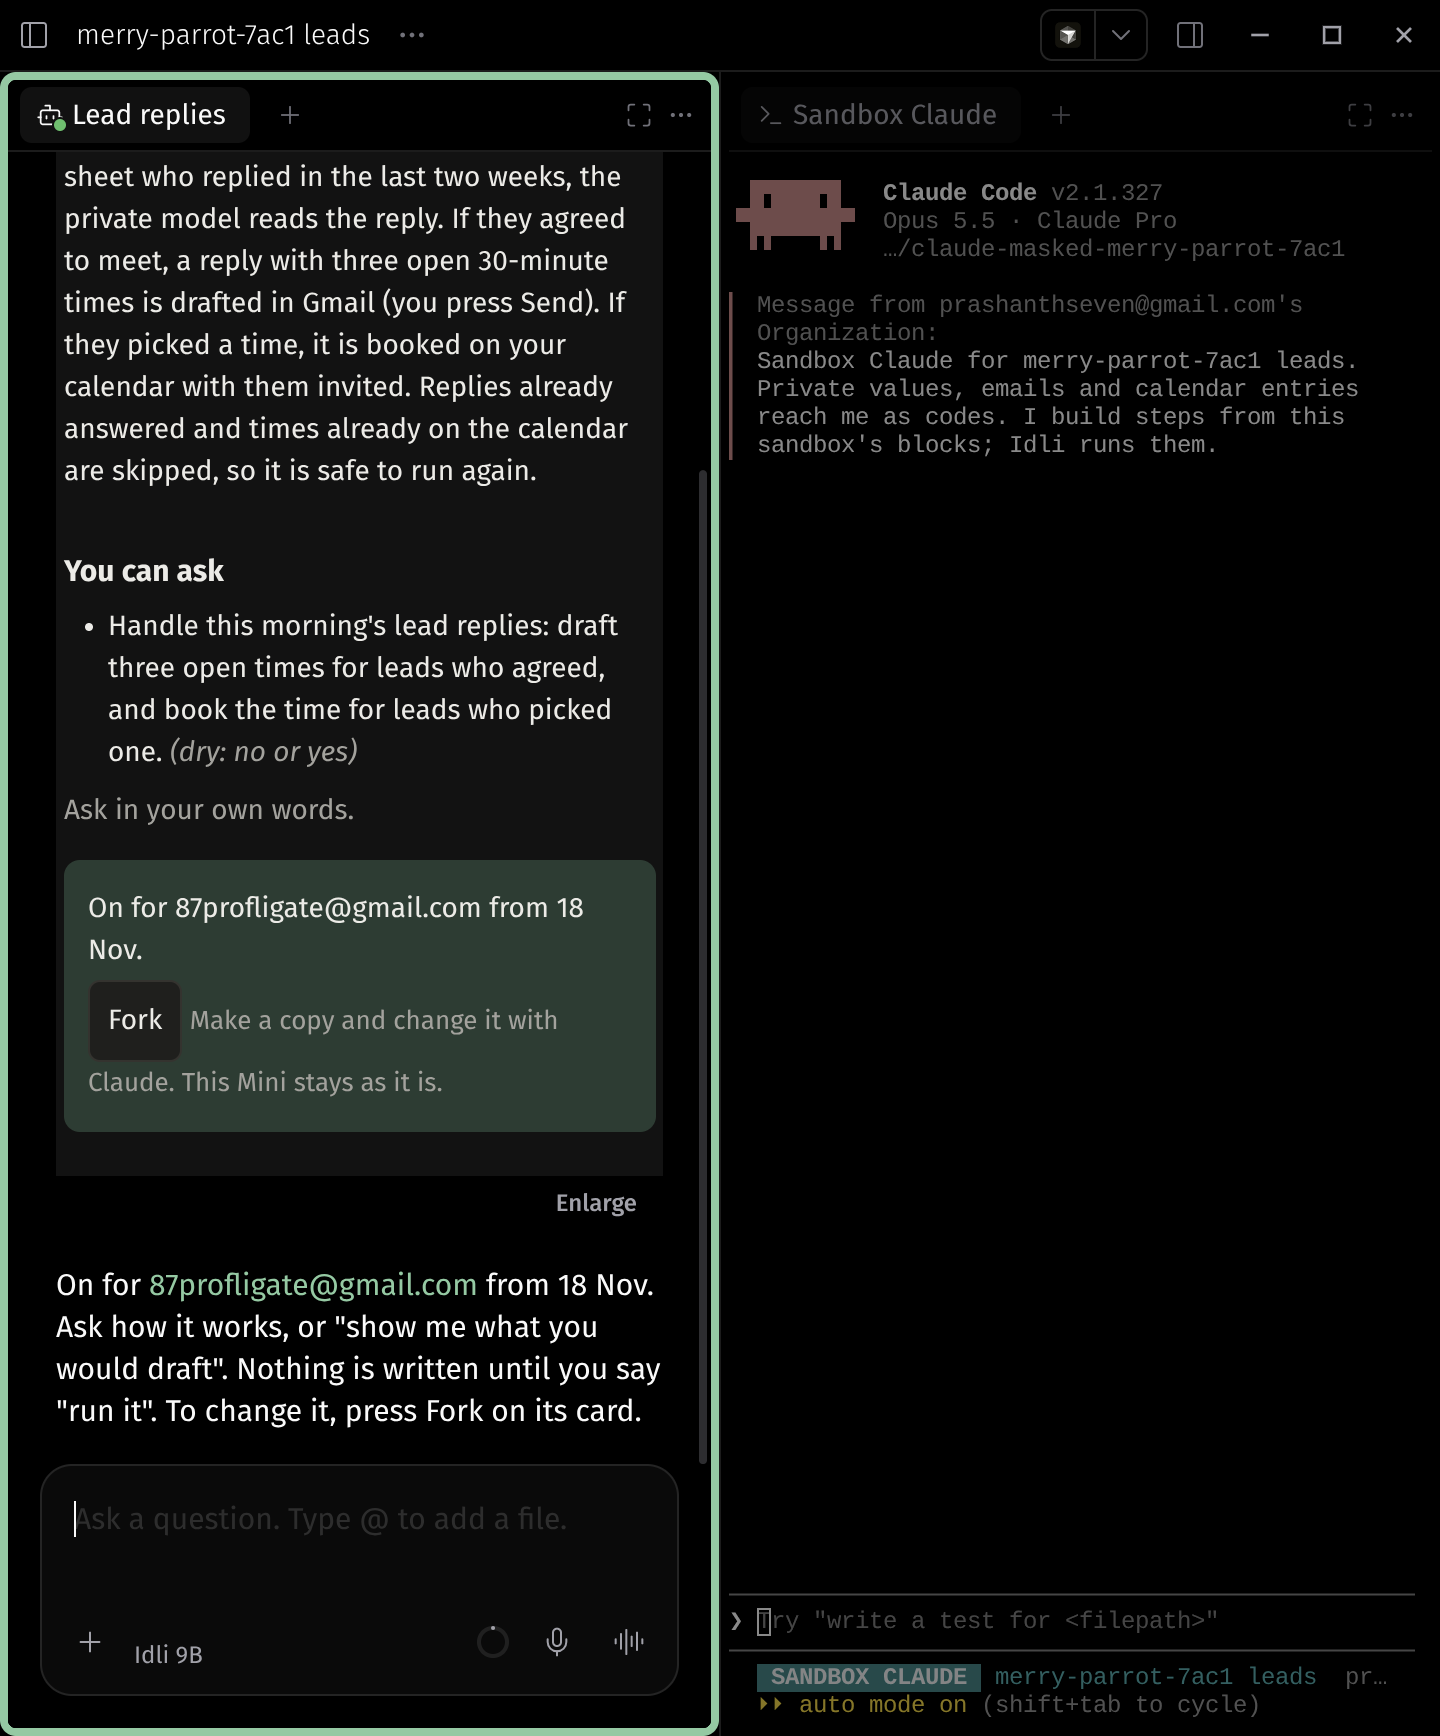 merry-parrot-7ac1 leads
Lead replies
sheet who replied in the last two weeks, the
private model reads the reply. If they agreed
to meet, a reply with three open 30-minute
times is drafted in Gmail (you press Send). If
they picked a time, it is booked on your
calendar with them invited. Replies already
answered and times already on the calendar
are skipped, so it is safe to run again.
You can ask
• Handle this morning's lead replies: draft
three open times for leads who agreed,
and book the time for leads who picked
one. (dry: no or yes)
Ask in your own words.
On for 87profligate@gmail.com from 18
Nov.
Fork Make a copy and change it with
Claude. This Mini stays as it is.
Enlarge
On for 87profligate@gmail.com from 18 Nov.
Ask how it works, or "show me what you
would draft". Nothing is written until you say
"run it". To change it, press Fork on its card.
Ask a question. Type @ to add a file.
Idli 9B
Sandbox Claude
Claude Code v2.1.327
Opus 5.5 · Claude Pro
…/claude-masked-merry-parrot-7ac1
Message from prashanthseven@gmail.com's
Organization:
Sandbox Claude for merry-parrot-7ac1 leads.
Private values, emails and calendar entries
reach me as codes. I build steps from this
sandbox's blocks; Idli runs them.
❯ Try "write a test for <filepath>"
SANDBOX CLAUDE merry-parrot-7ac1 leads pr…
⏵⏵ auto mode on (shift+tab to cycle)